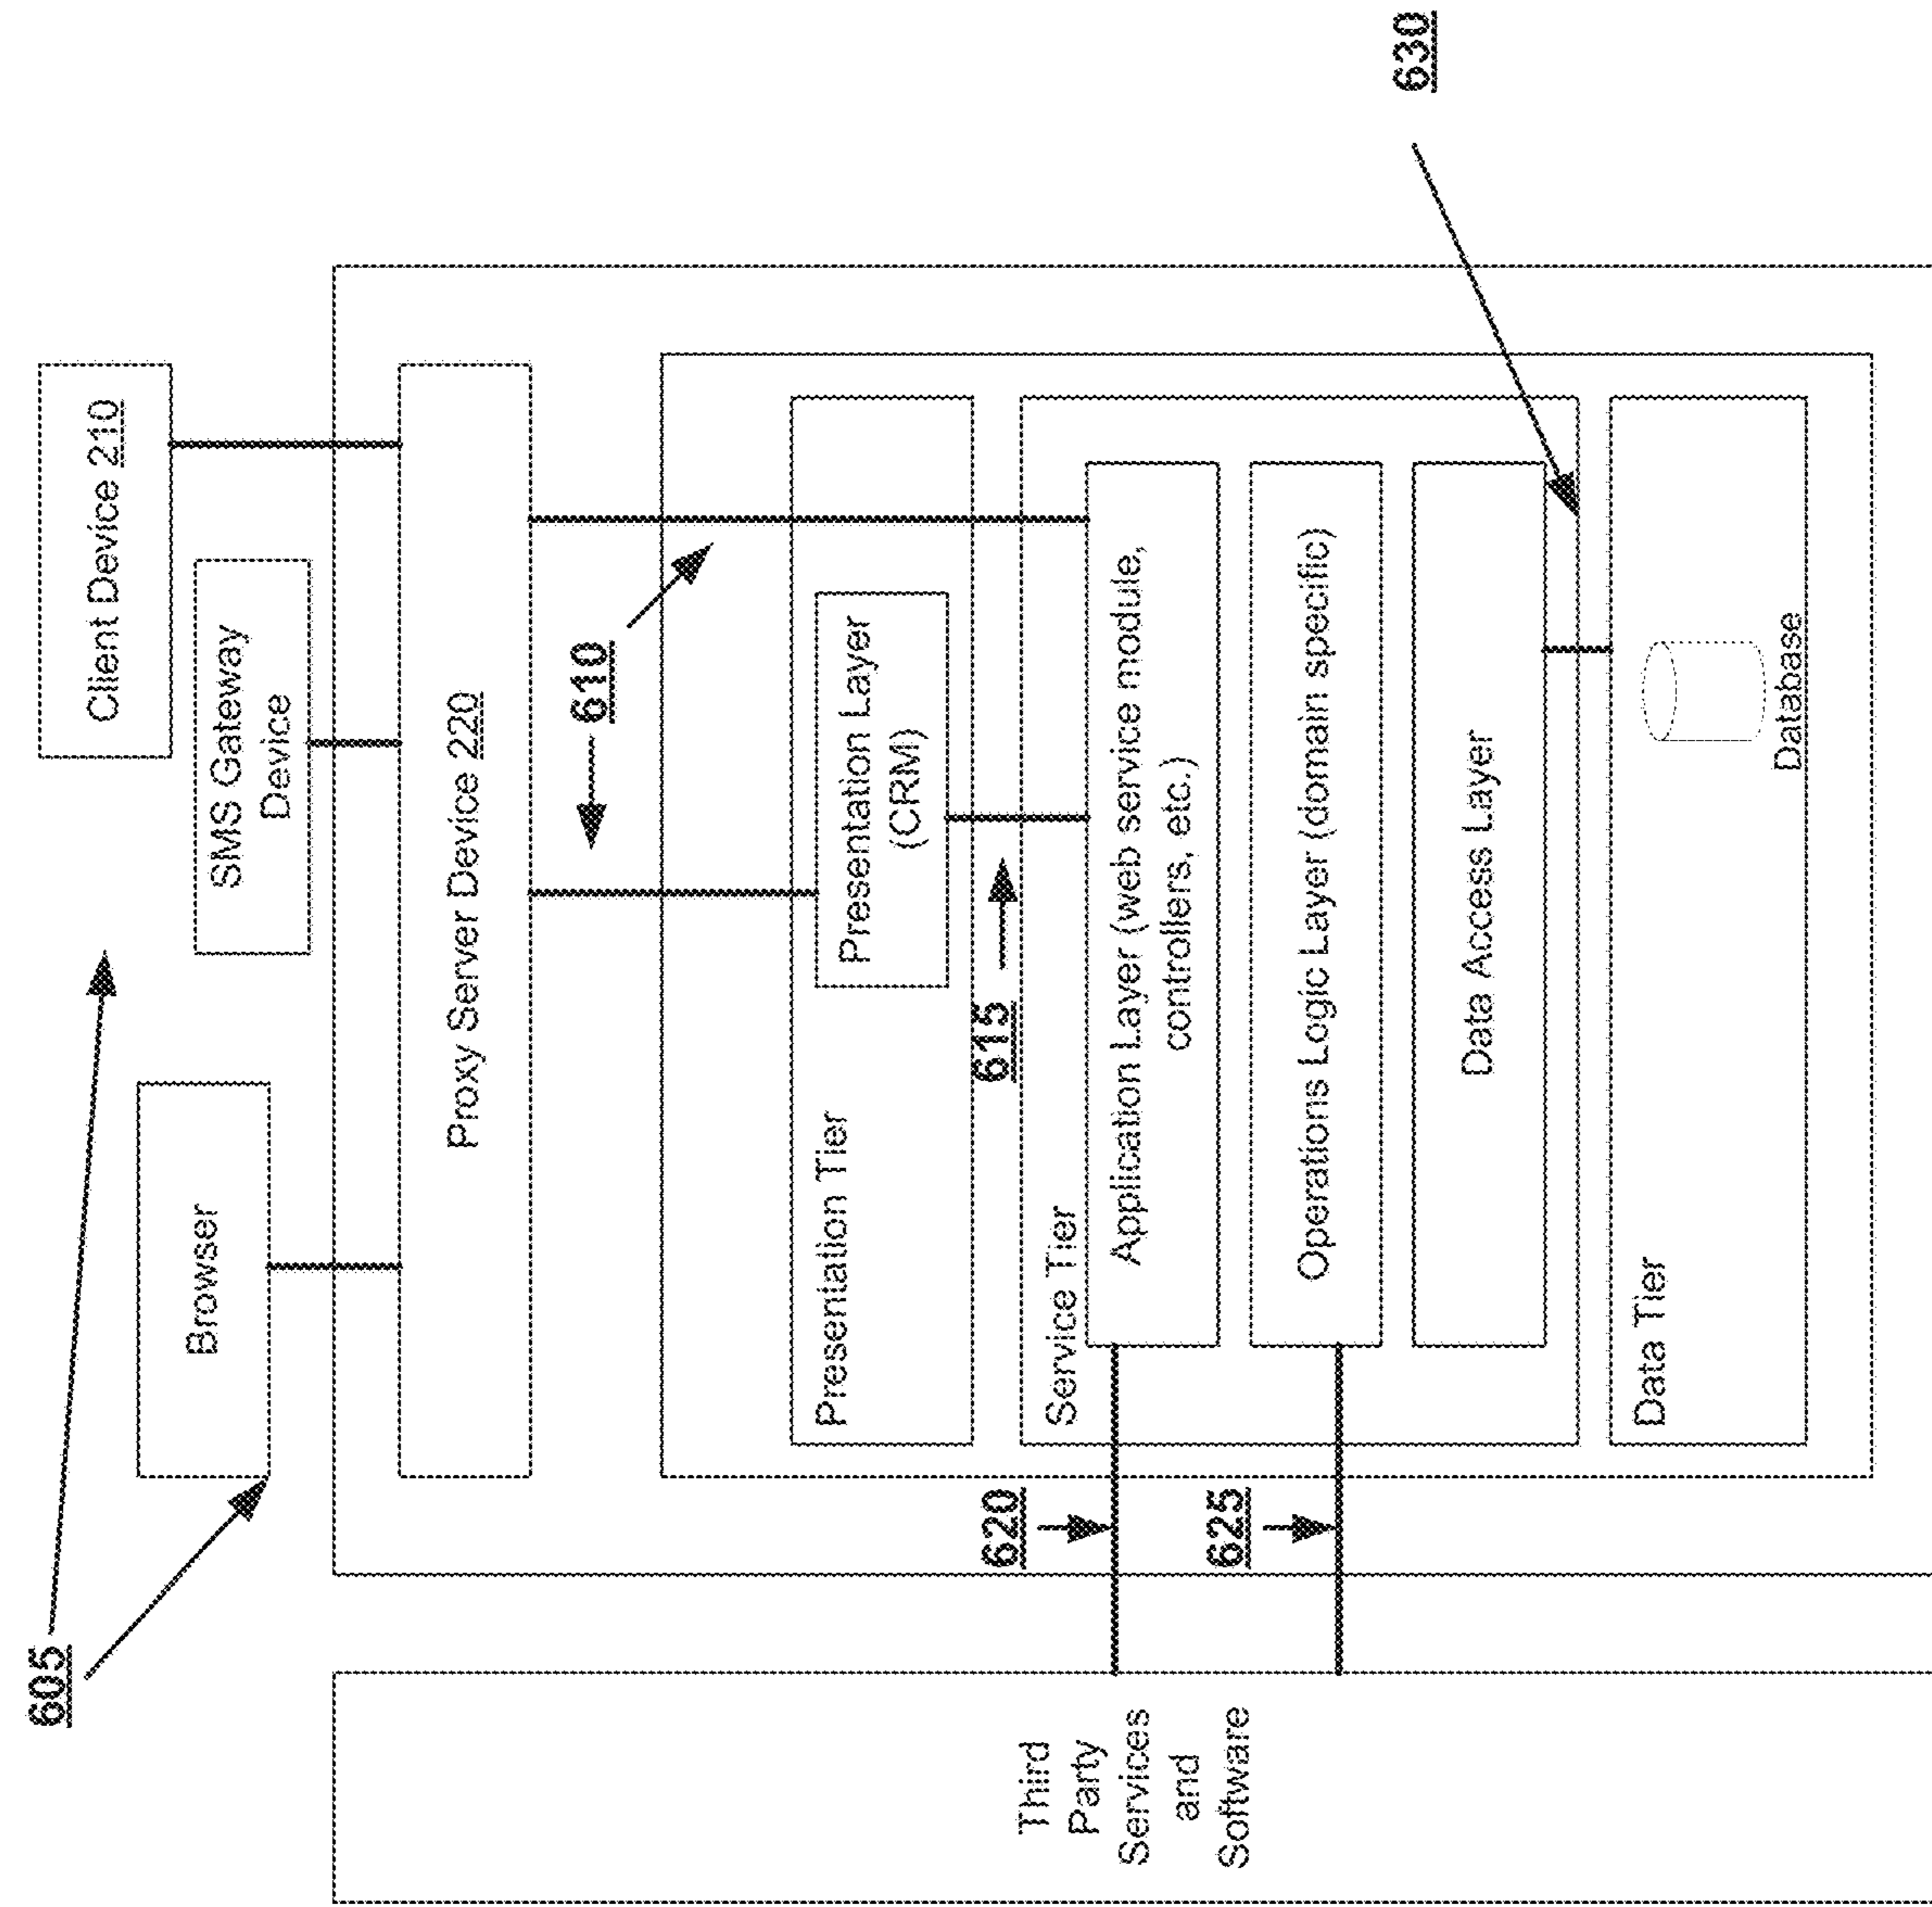 605
Browser
SMS Gateway
Device
Client Device 210
Proxy Server Device 220
610
Presentation Tier
Presentation Layer
(CRM)
615
Service Tier
Application Layer (web service module,
controllers, etc.)
Operations Logic Layer (domain specific)
Data Access Layer
620
625
630
Third
Party
Services
and
Software
Data Tier
Database